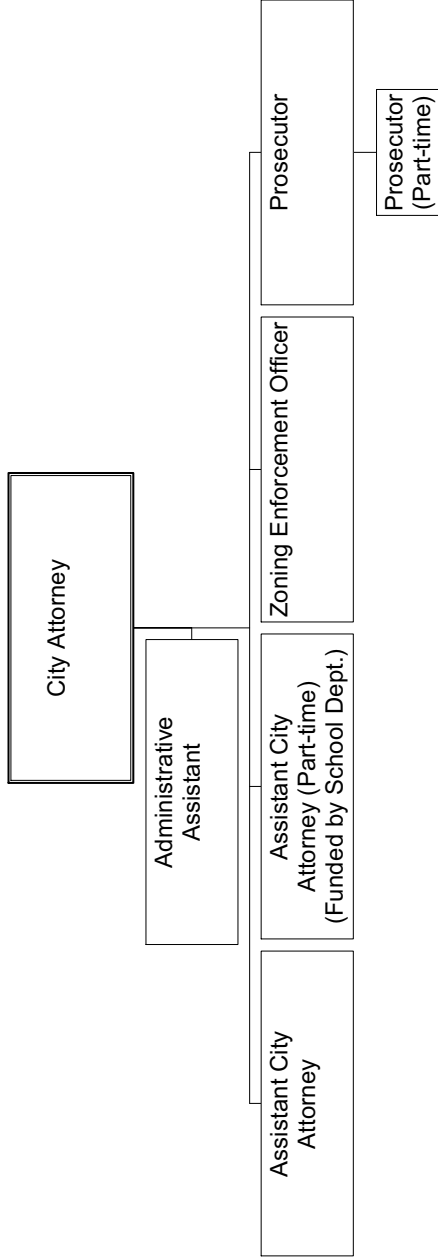 City Attorney
Administrative
Assistant
Assistant City
Attorney
Assistant City
Attorney (Part-time)
(Funded by School Dept.)
Zoning Enforcement Officer
Prosecutor
Prosecutor
(Part-time)